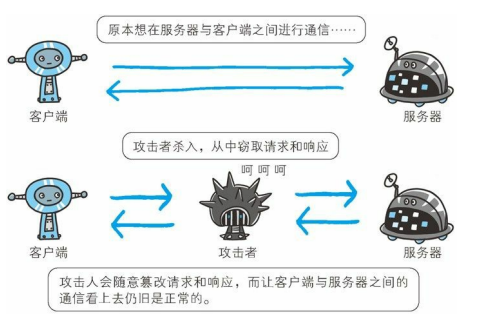 原本想在服务器与客户端之间进行通信……
客户端
服务器
攻击者杀入，从中窃取请求和响应
呵 呵 呵
客户端
攻击者
服务器
攻击人会随意篡改请求和响应，而让客户端与服务器之间的
通信看上去仍旧是正常的。